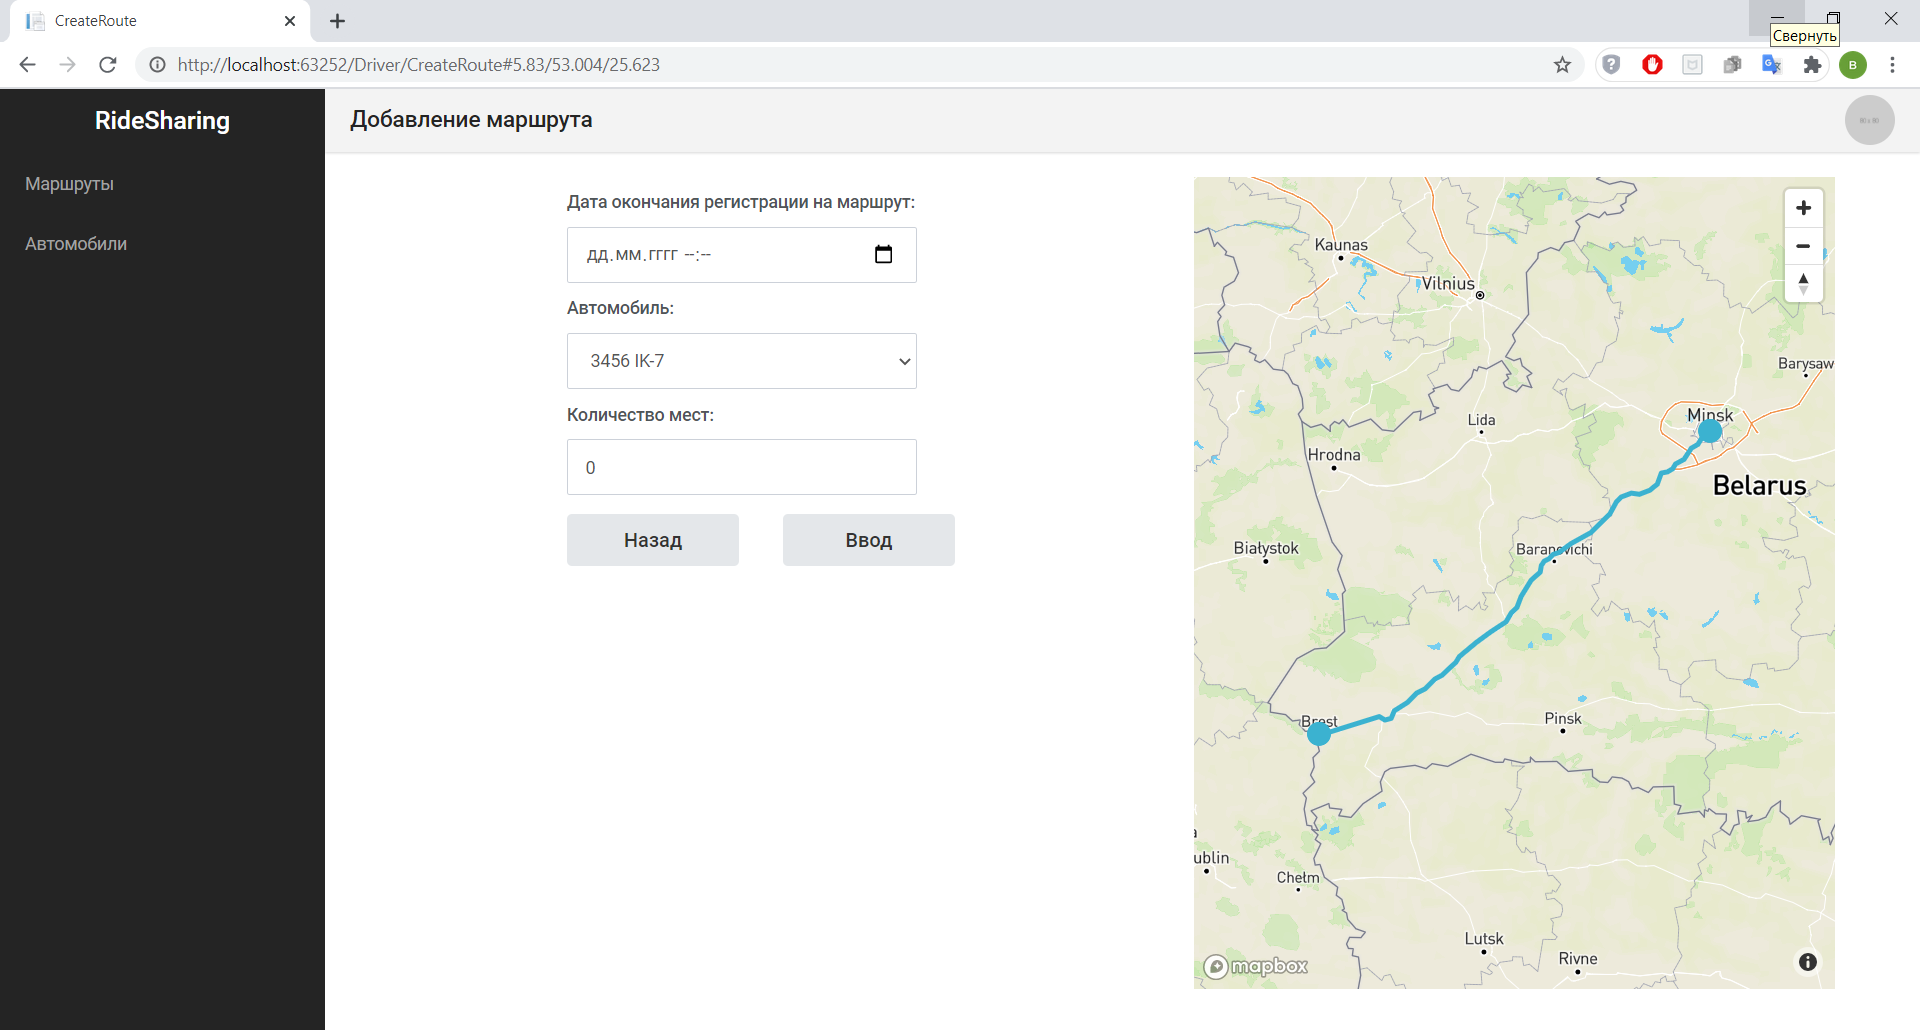 CreateRoute
Свернуть
http://localhost:63252/Driver/CreateRoute#5.83/53.004/25.623
B
RideSharing
Добавление маршрута
Маршруты
Автомобили
Дата окончания регистрации на маршрут:
дд.мм.гггг --:--
Автомобиль:
3456 IK-7
Количество мест:
0
Назад
Ввод
Kaunas
Vilnius
Barysaw
Lida
Minsk
Hrodna
Belarus
Białystok
Baranovichi
Brest
Pinsk
ublin
Chełm
Lutsk
Rivne
mapbox